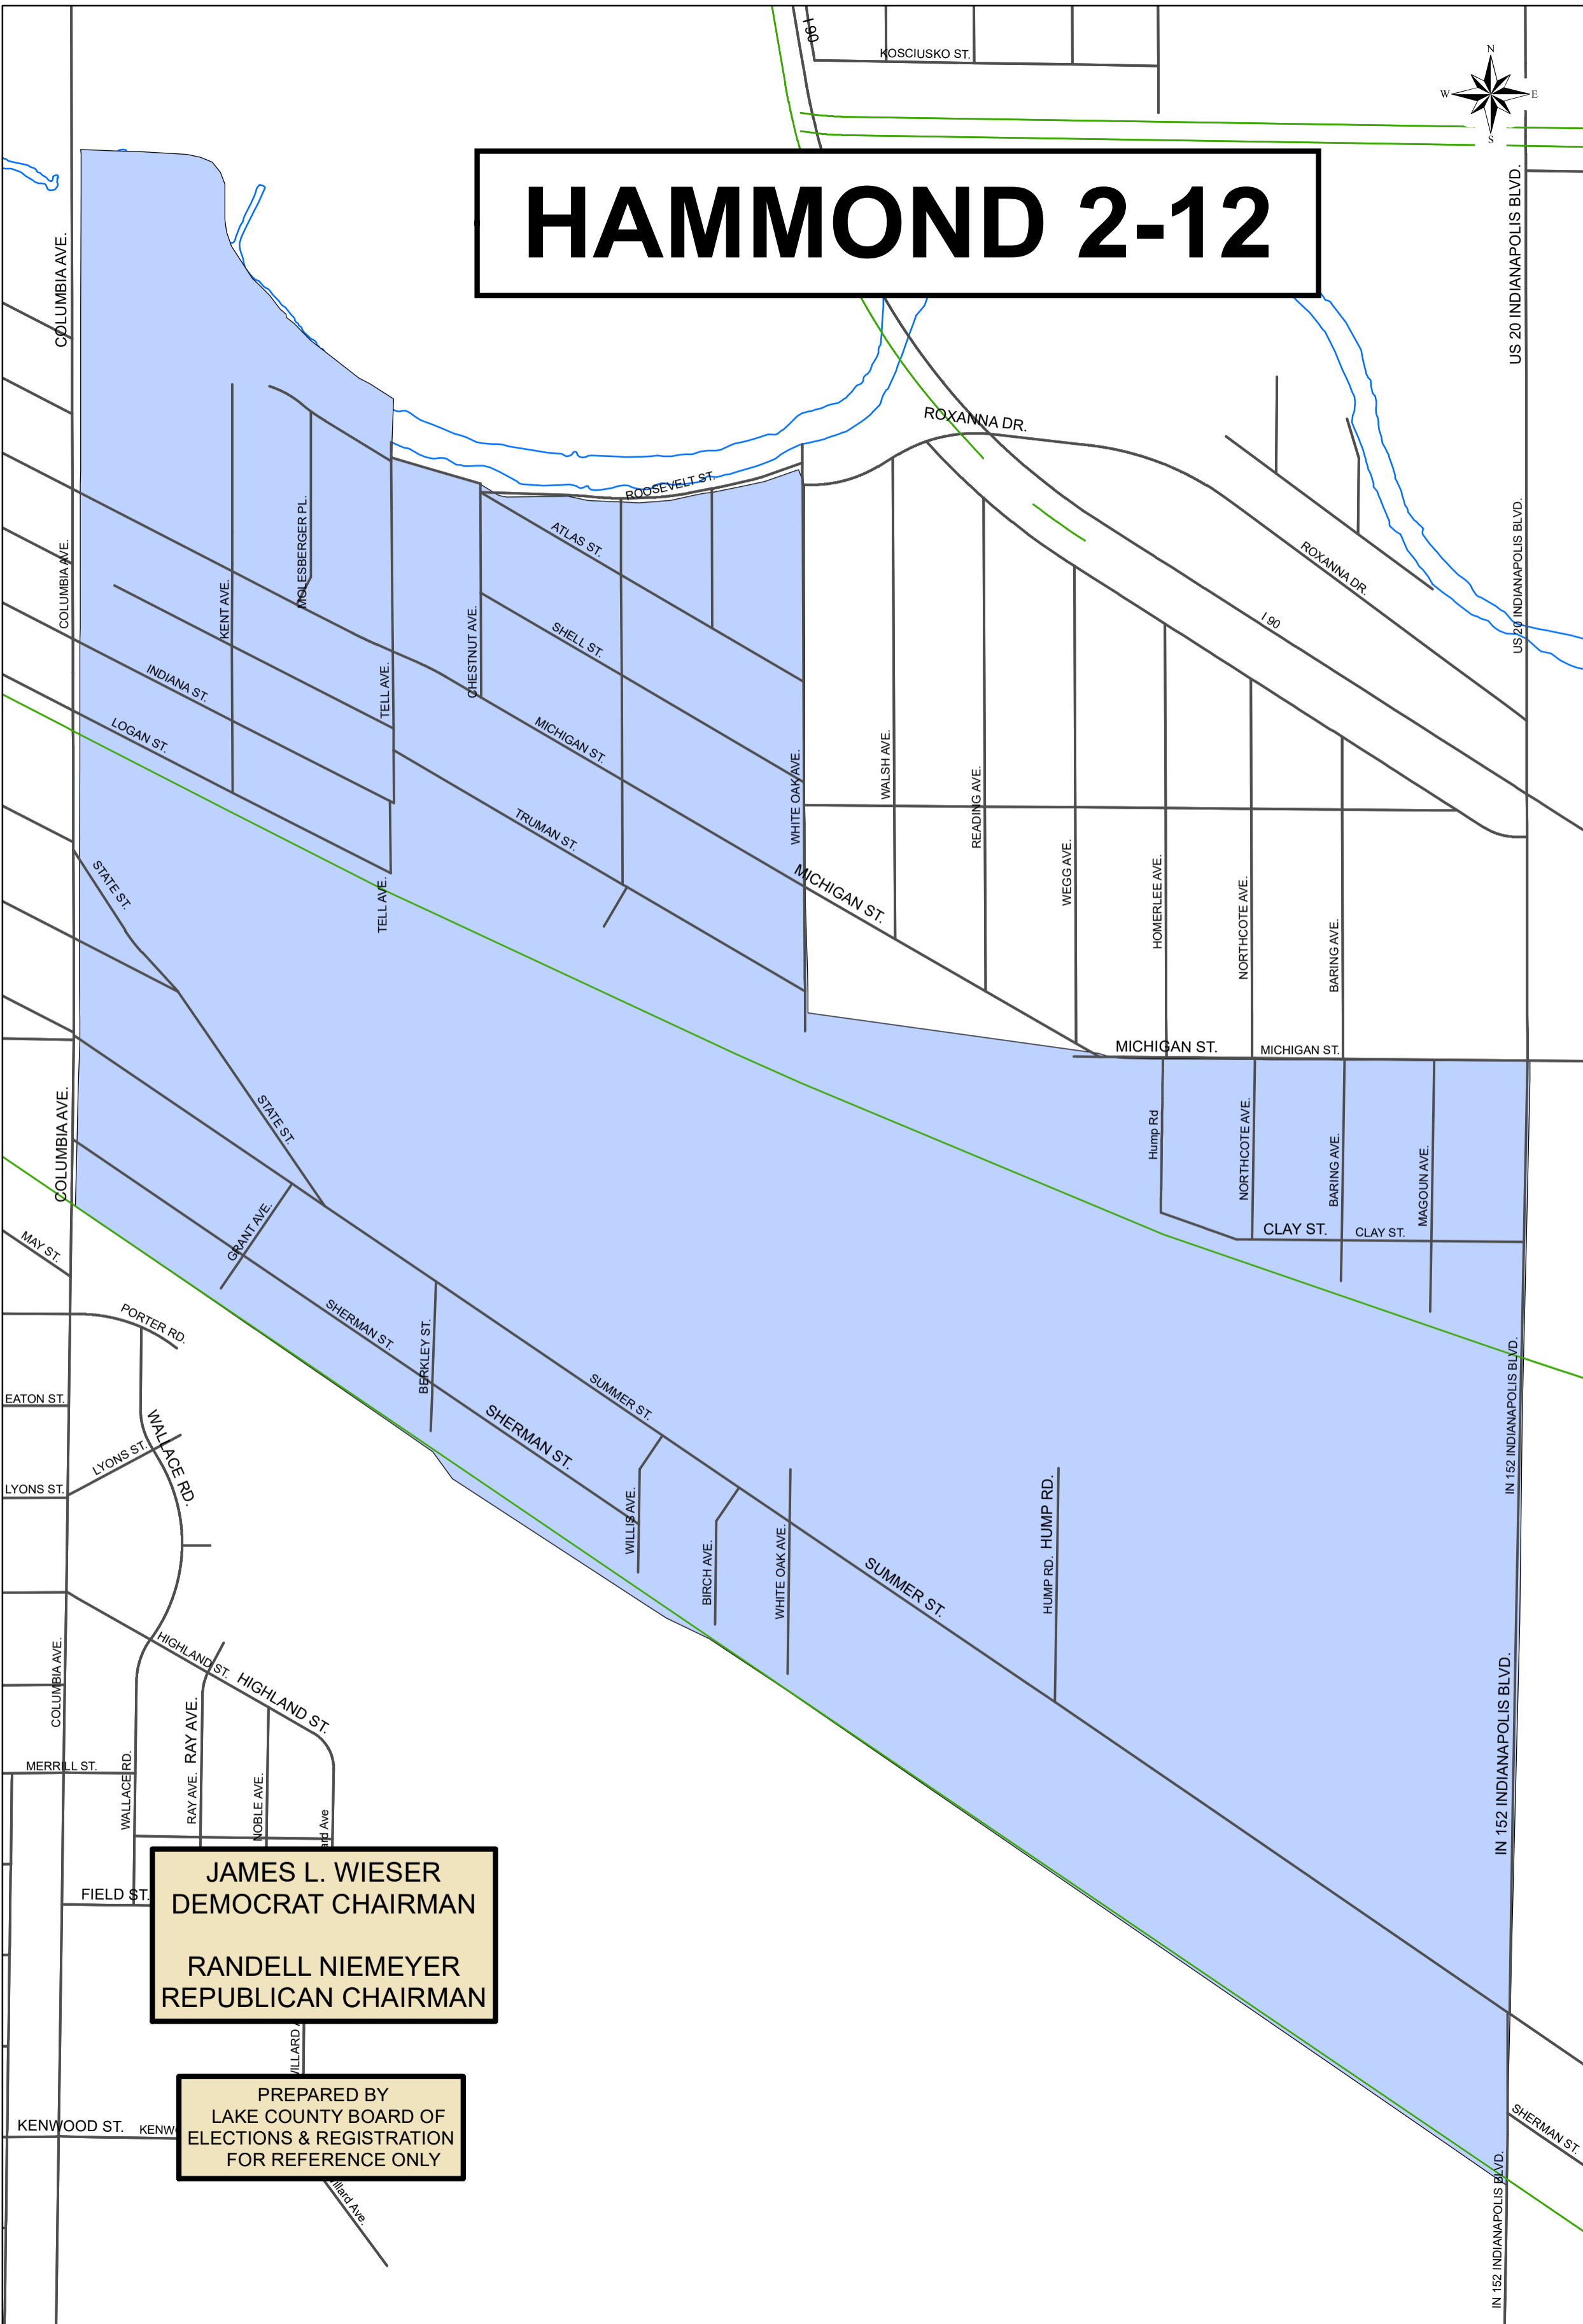 I 90
KOSCIUSKO ST.
N
W
E
S
HAMMOND 2-12
COLUMBIA AVE.
US 20 INDIANAPOLIS BLVD.
ROXANNA DR.
ROOSEVELT ST.
ATLAS ST.
MOLESBERGER PL.
COLUMBIA AVE.
KENT AVE.
CHESTNUT AVE.
SHELL ST.
ROXANNA DR.
I 90
US 20 INDIANAPOLIS BLVD.
INDIANA ST.
TELL AVE.
LOGAN ST.
MICHIGAN ST.
WHITE OAK AVE.
WALSH AVE.
READING AVE.
TRUMAN ST.
STATE ST.
TELL AVE.
MICHIGAN ST.
WEGG AVE.
HOMERLEE AVE.
NORTHCOTE AVE.
BARING AVE.
MICHIGAN ST.
MICHIGAN ST.
COLUMBIA AVE.
STATE ST.
Hump Rd
NORTHCOTE AVE.
BARING AVE.
MAGOUN AVE.
GRANT AVE.
CLAY ST.
CLAY ST.
MAY ST.
PORTER RD.
SHERMAN ST.
BERKLEY ST.
EATON ST.
SUMMER ST.
IN 152 INDIANAPOLIS BLVD.
WALLACE RD.
SHERMAN ST.
LYONS ST.
LYONS ST.
WILLIS AVE.
BIRCH AVE.
WHITE OAK AVE.
HUMP RD.
HUMP RD.
SUMMER ST.
COLUMBIA AVE.
HIGHLAND ST.
HIGHLAND ST.
RAY AVE.
IN 152 INDIANAPOLIS BLVD.
MERRILL ST.
WALLACE RD.
RAY AVE.
NOBLE AVE.
ard Ave
JAMES L. WIESER
DEMOCRAT CHAIRMAN
FIELD ST.
RANDELL NIEMEYER
REPUBLICAN CHAIRMAN
PREPARED BY
LAKE COUNTY BOARD OF
ELECTIONS & REGISTRATION
FOR REFERENCE ONLY
KENWOOD ST.
SHERMAN ST.
IN 152 INDIANAPOLIS BLVD.